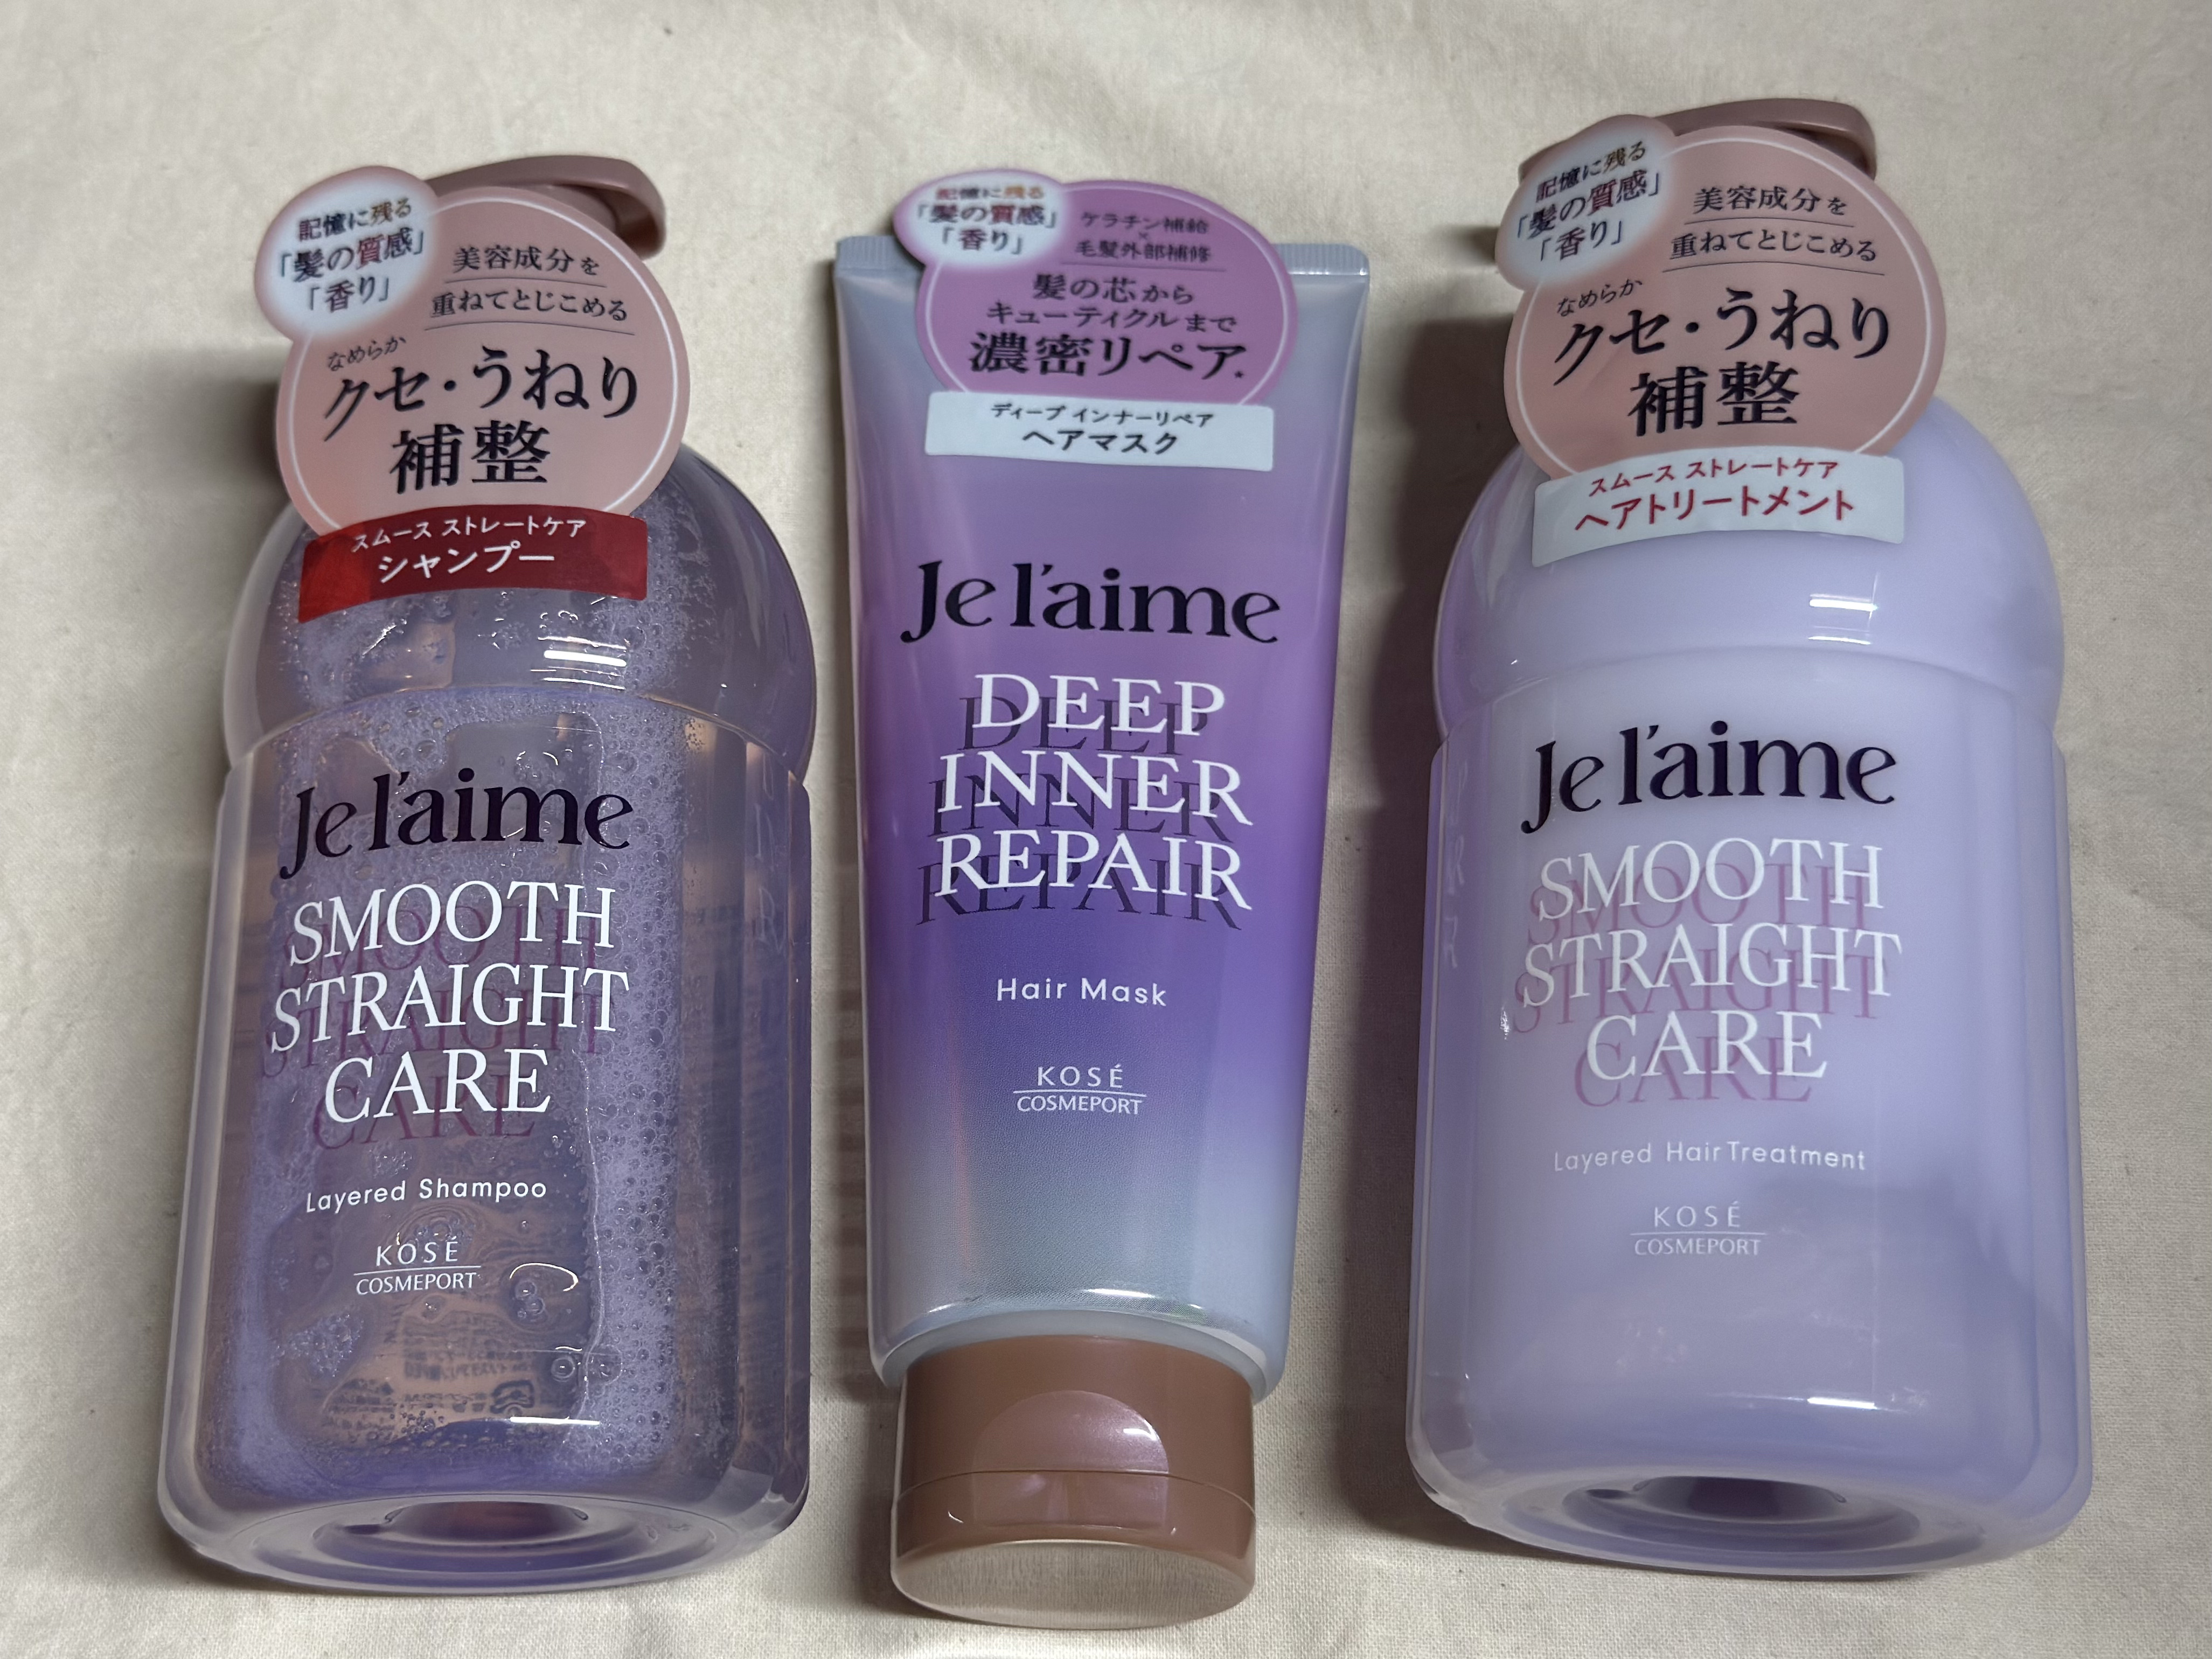 記憶に残る
「髪の質感」
「香り」
美容成分を
重ねてとじこめる
なめらか
クセ・うねり
補整
スムース ストレートケア
シャンプー
Je l'aime
SMOOTH
STRAIGHT
CARE
Layered Shampoo
KOSÉ
COSMEPORT
記憶に残る
「髪の質感」
「香り」
ケラチン補給
×
毛髪外部補修
髪の芯から
キューティクルまで
濃密リペア*
ディープ インナーリペア
ヘアマスク
Je l'aime
DEEP
INNER
REPAIR
Hair Mask
KOSÉ
COSMEPORT
記憶に残る
「髪の質感」
「香り」
美容成分を
重ねてとじこめる
なめらか
クセ・うねり
補整
スムース ストレートケア
ヘアトリートメント
Je l'aime
SMOOTH
STRAIGHT
CARE
Layered Hair Treatment
KOSÉ
COSMEPORT